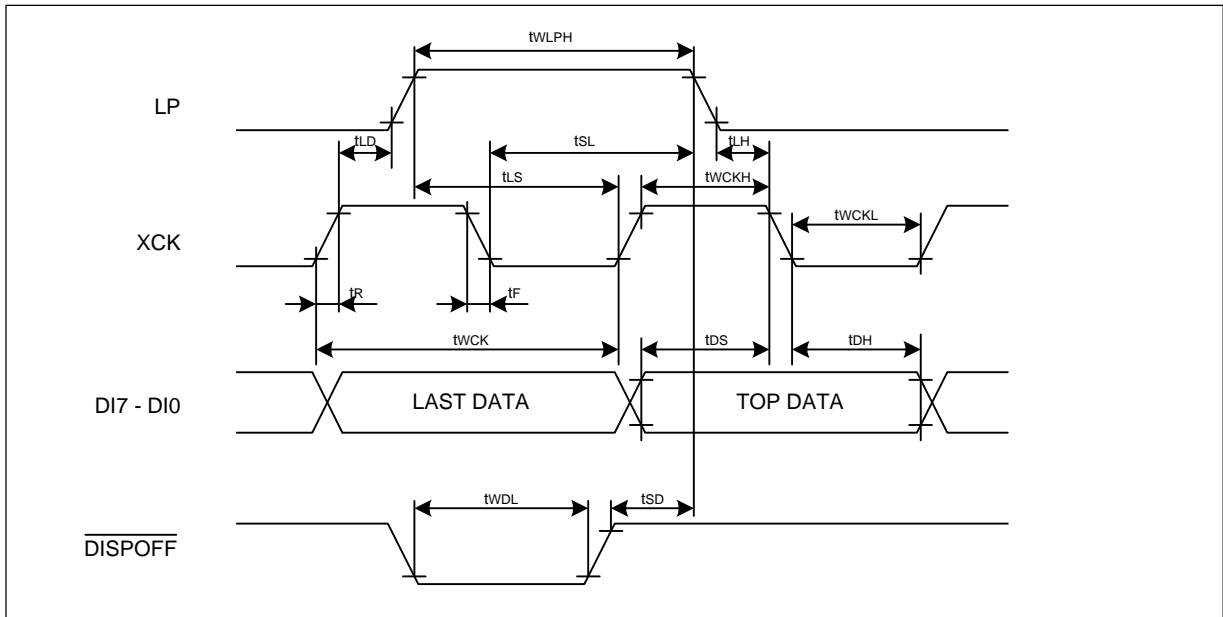 tWLPH
LP
tLD
tSL
tLH
tLS
tWCKH
XCK
tWCKL
tR
tF
tWCK
tDS
tDH
DI7 - DI0
LAST DATA
TOP DATA
tWDL
tSD
DISPOFF